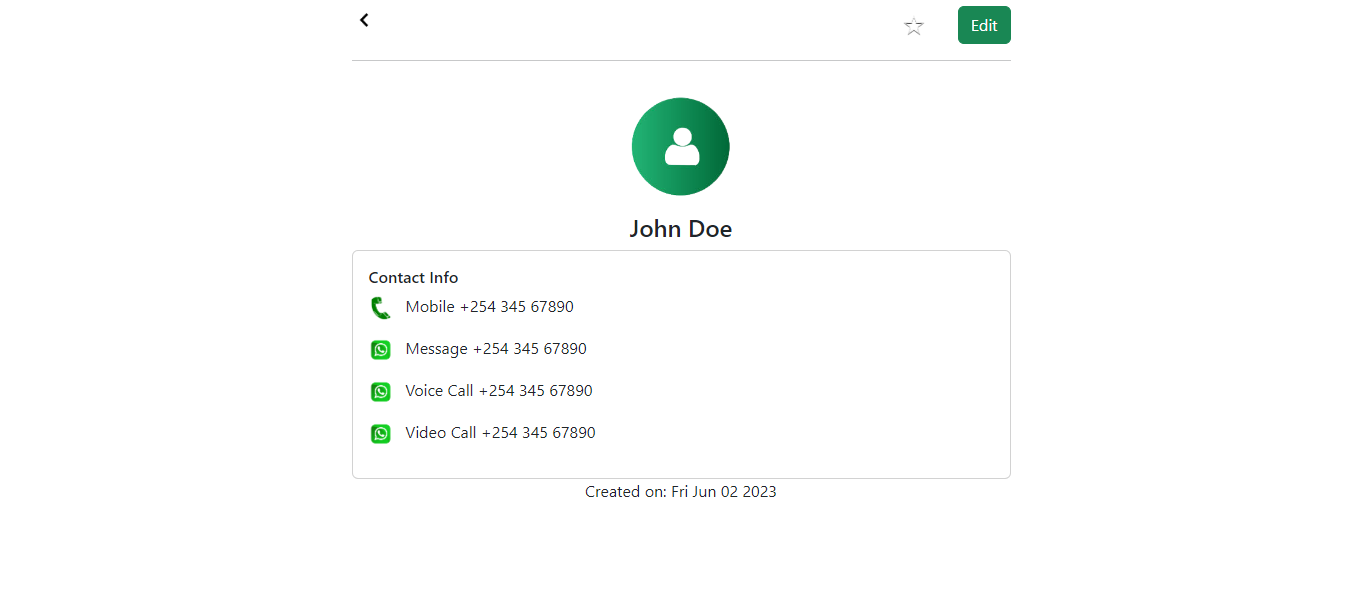 Edit
John Doe
Contact Info
Mobile +254 345 67890
Message +254 345 67890
Voice Call +254 345 67890
Video Call +254 345 67890
Created on: Fri Jun 02 2023